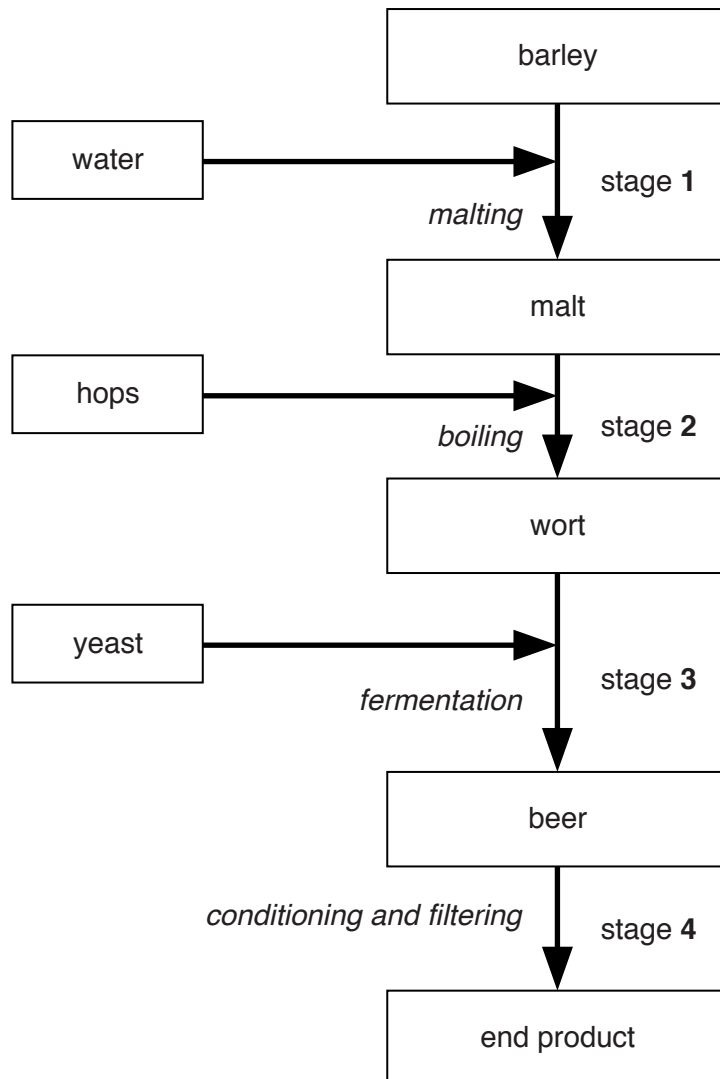 barley
water
stage 1
malting
malt
hops
boiling
stage 2
wort
yeast
stage 3
fermentation
beer
conditioning and filtering
stage 4
end product